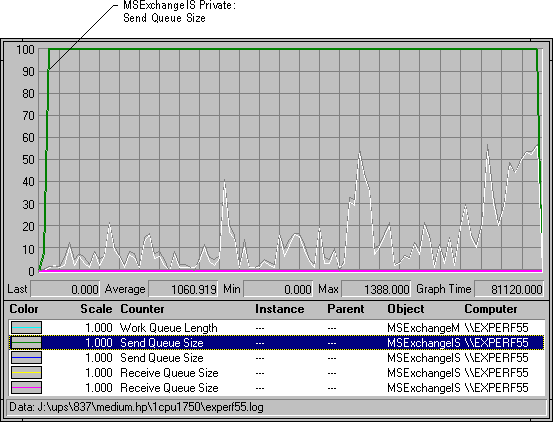 MSExchangeIS Private:
Send Queue Size
100
90
80
70
60
50
40
30
20
10
0
Last 0.000 Average 1060.919 Min 0.000 Max 1388.000 Graph Time 81120.000
Color Scale Counter Instance Parent Object Computer
1.000 Work Queue Length --- --- MSExchangeM \\EXPERF55
1.000 Send Queue Size --- --- MSExchangeIS \\EXPERF55
1.000 Send Queue Size --- --- MSExchangeIS \\EXPERF55
1.000 Receive Queue Size --- --- MSExchangeIS \\EXPERF55
1.000 Receive Queue Size --- --- MSExchangeIS \\EXPERF55
Data: J:\ups\837\medium.hp\1cpu1750\experf55.log